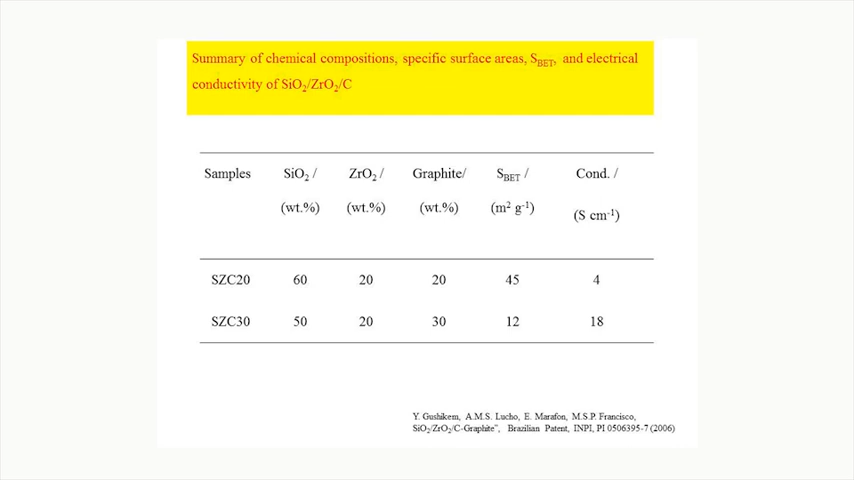 Summary of chemical compositions, specific surface areas, S_BET, and electrical
conductivity of SiO₂/ZrO₂/C
Samples SiO₂ / ZrO₂ / Graphite/ S_BET / Cond. /
(wt.%) (wt.%) (wt.%) (m² g⁻¹) (S cm⁻¹)
SZC20 60 20 20 45 4
SZC30 50 20 30 12 18
Y. Gushikem, A.M.S. Lucho, E. Marafon, M.S.P. Francisco,
SiO₂/ZrO₂/C-Graphite”, Brazilian Patent, INPI, PI 0506395-7 (2006)